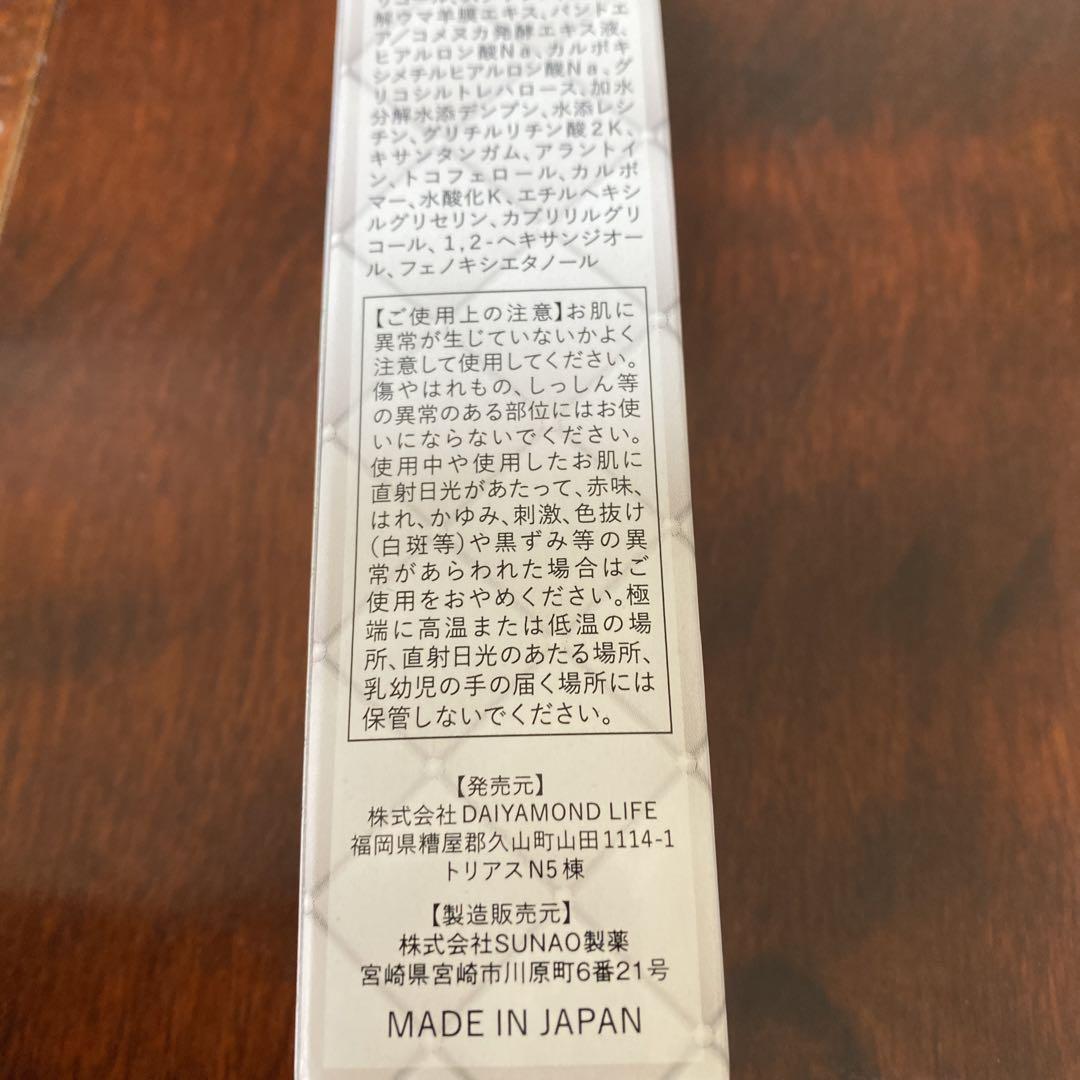 解ウマ羊膜エキス、パントエ
ア/コメヌカ発酵エキス液、
ヒアルロン酸Na、カルボキ
シメチルヒアルロン酸Na、グ
リコシルトレハロース、加水
分解水添デンプン、水添レシ
チン、グリチルリチン酸2K、
キサンタンガム、アラントイ
ン、トコフェロール、カルボ
マー、水酸化K、エチルヘキシ
ルグリセリン、カプリリルグリ
コール、1,2-ヘキサンジオー
ル、フェノキシエタノール
【ご使用上の注意】お肌に
異常が生じていないかよく
注意して使用してください。
傷やはれもの、しっしん等
の異常のある部位にはお使
いにならないでください。
使用中や使用したお肌に
直射日光があたって、赤味、
はれ、かゆみ、刺激、色抜け
(白斑等)や黒ずみ等の異
常があらわれた場合はご
使用をおやめください。極
端に高温または低温の場
所、直射日光のあたる場所、
乳幼児の手の届く場所には
保管しないでください。
【発売元】
株式会社DAIYAMOND LIFE
福岡県糟屋郡久山町山田1114-1
トリアスN5棟
【製造販売元】
株式会社SUNAO製薬
宮崎県宮崎市川原町6番21号
MADE IN JAPAN